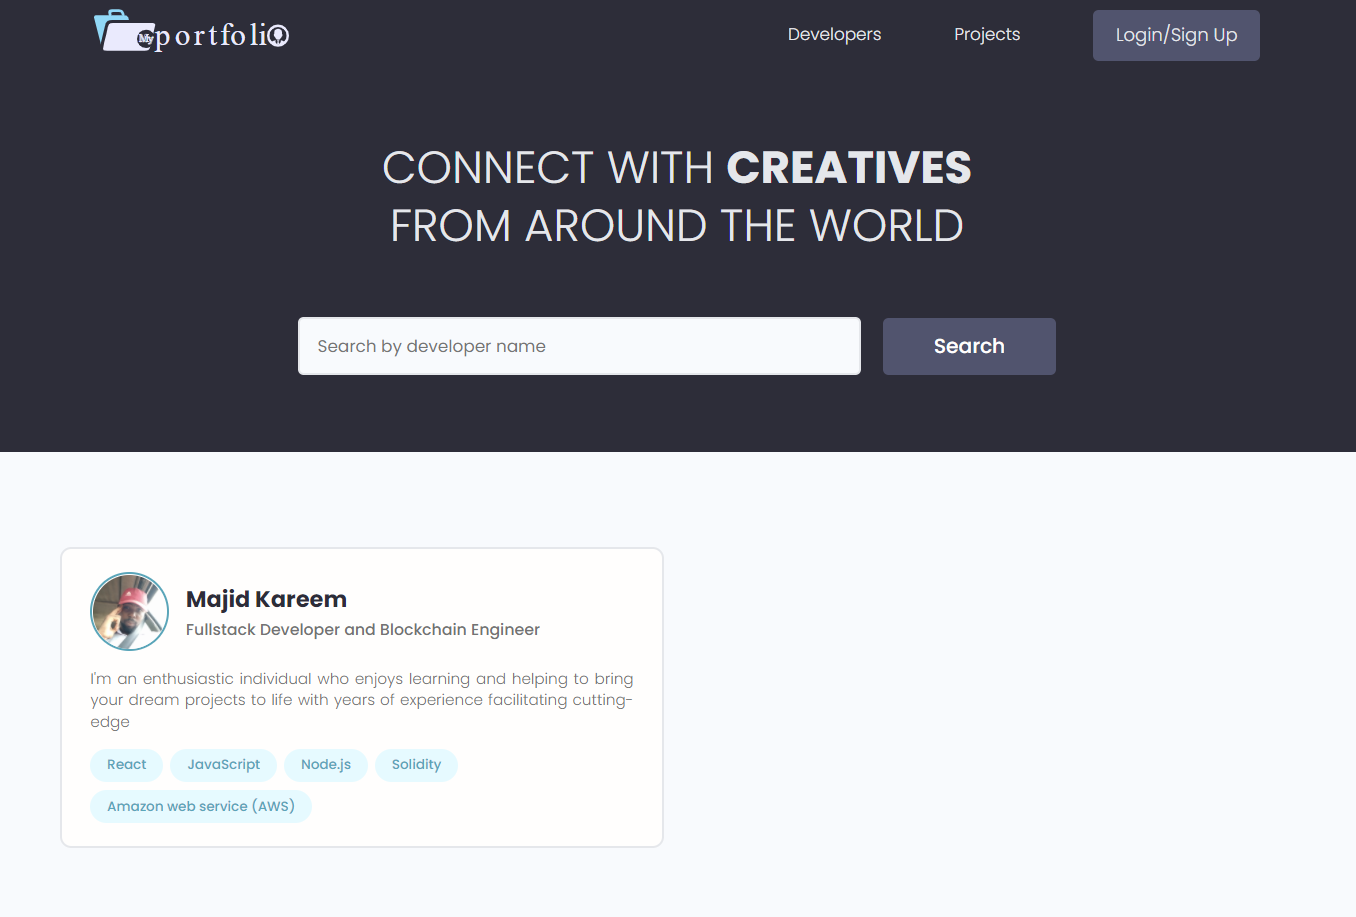 My portfolio
Developers
Projects
Login/Sign Up
CONNECT WITH CREATIVES
FROM AROUND THE WORLD
Search by developer name
Search
Majid Kareem
Fullstack Developer and Blockchain Engineer
I'm an enthusiastic individual who enjoys learning and helping to bring
your dream projects to life with years of experience facilitating cutting-
edge
React
JavaScript
Node.js
Solidity
Amazon web service (AWS)